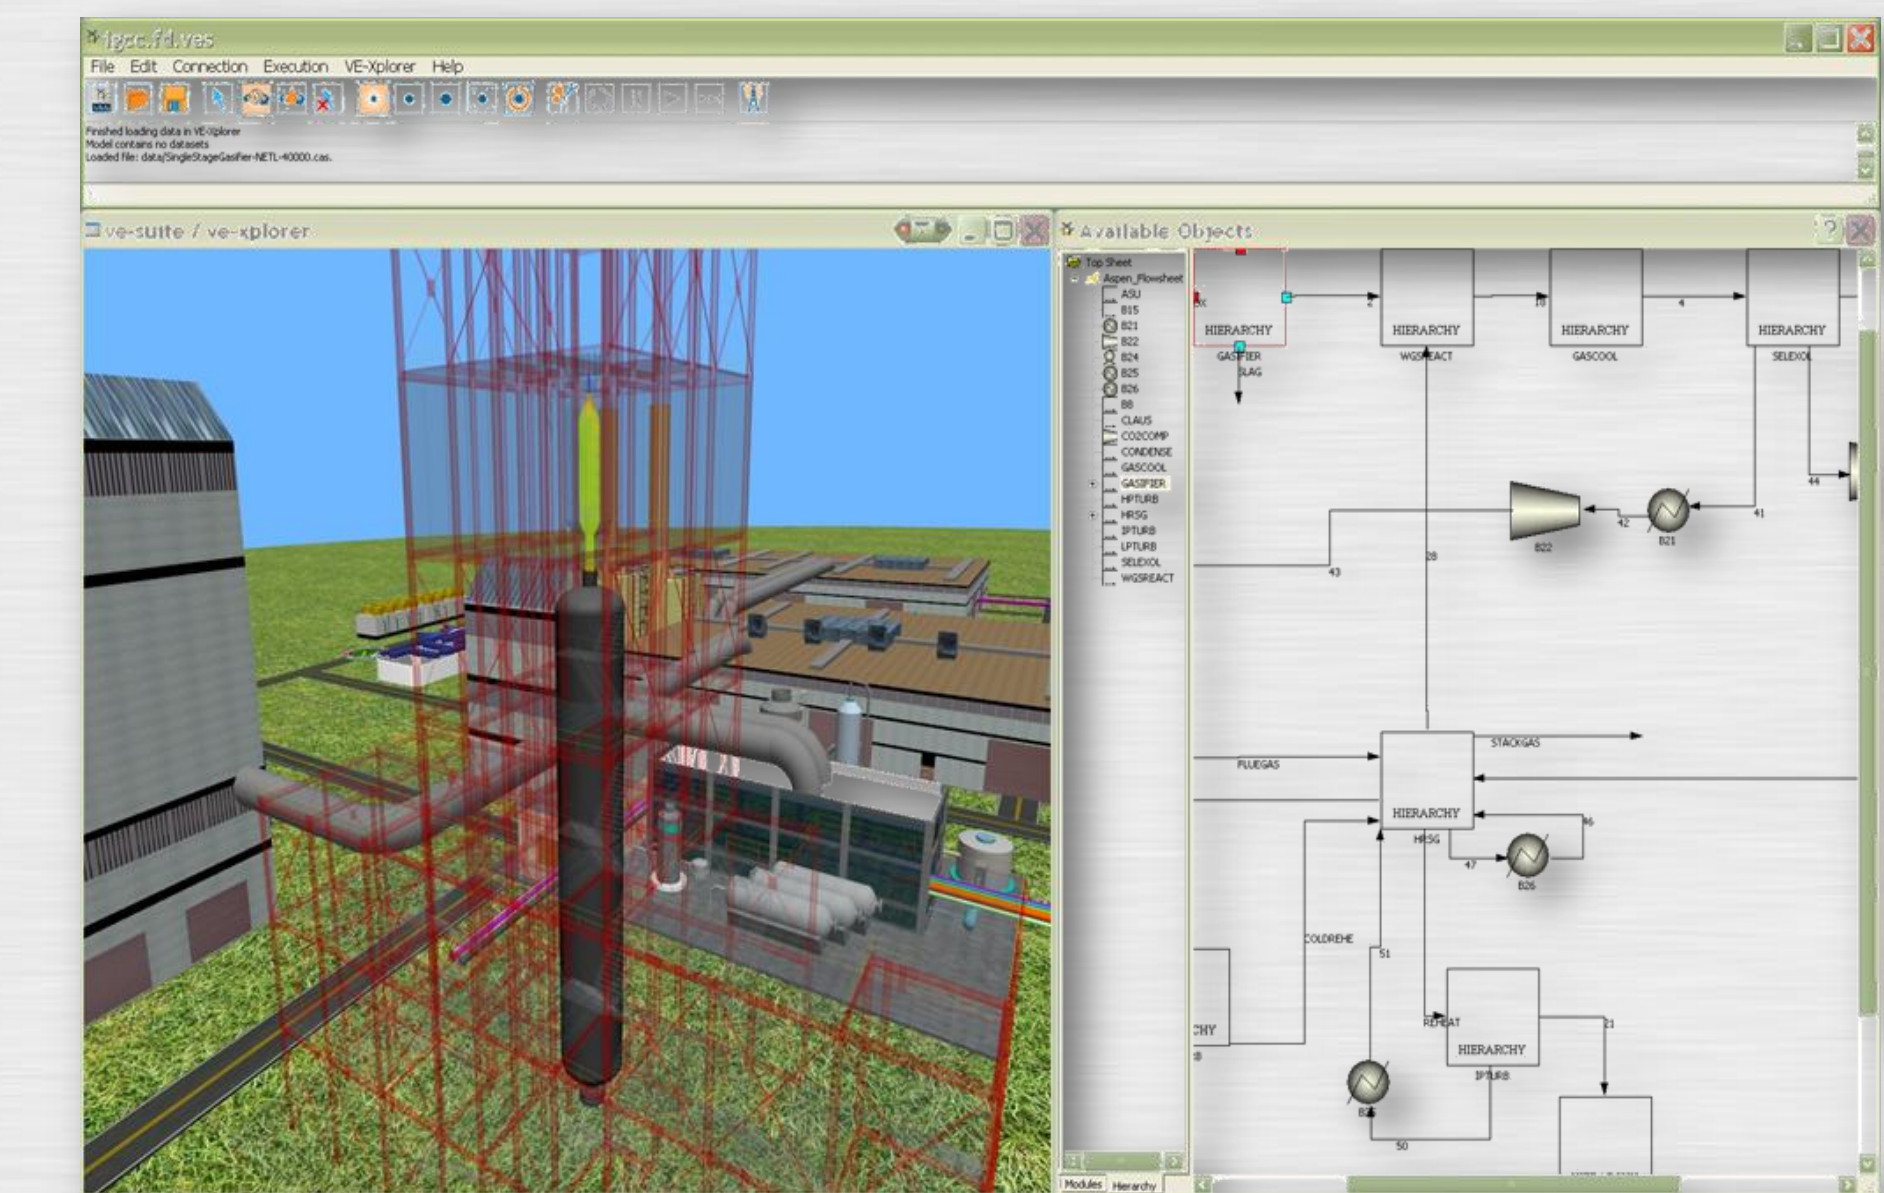 igcc.fd.ves
File Edit Connection Execution VE-Xplorer Help
Finished loading data in VE-Xplorer
Model contains no datasets
Loaded file: data/SingleStageGasifier-NETL-40000.cas.
ve-suite / ve-xplorer
Available Objects
Top Sheet
Aspen_Flowsheet
ASU
B15
B21
B22
B24
B25
B26
B8
CLAUS
CO2COMP
CONDENSE
GASCOOL
GASIFIER
HPTURB
HRSG
IPTURB
LPTURB
SELEXOL
WGSREACT
Modules Hierarchy
2 4
HIERARCHY HIERARCHY HIERARCHY HIERARCHY
GASIFIER WGSREACT GASCOOL SELEXOL
SLAG
44
42 41
B22 B21
28
43
STACKGAS
FLUEGAS
HIERARCHY 46
HRSG
47
B26
COLDREHE
51
REHEAT 21
HIERARCHY
IPTURB
50